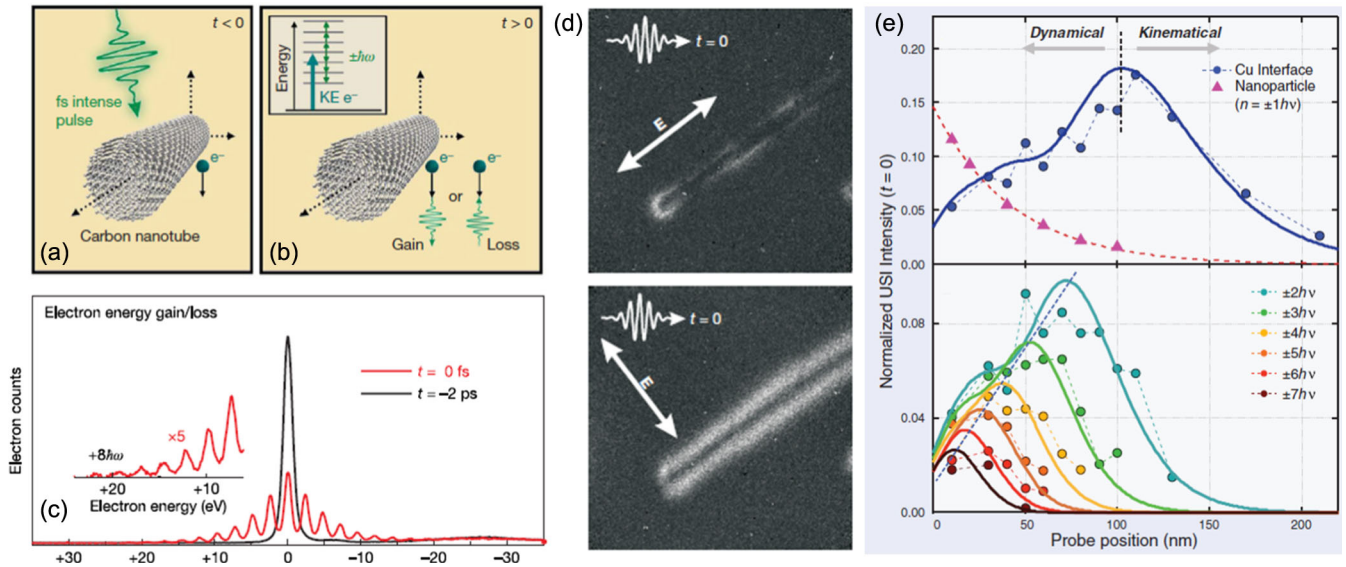 t < 0
fs intense
pulse
e⁻
Carbon nanotube
(a)
t > 0
Energy
±ħω
KE e⁻
e⁻
e⁻
or
Gain
Loss
(b)
Electron energy gain/loss
t = 0 fs
t = –2 ps
×5
+8ħω
+20
+10
Electron energy (eV)
Electron counts
(c)
+30
+20
+10
0
–10
–20
–30
(d)
t = 0
E
t = 0
E
(e)
Dynamical
Kinematical
Cu Interface
Nanoparticle
(n = ±1hν)
0.20
0.15
0.10
0.05
0.00
Normalized USI Intensity (t = 0)
±2hν
±3hν
±4hν
±5hν
±6hν
±7hν
0.08
0.04
0.00
0
50
100
150
200
Probe position (nm)